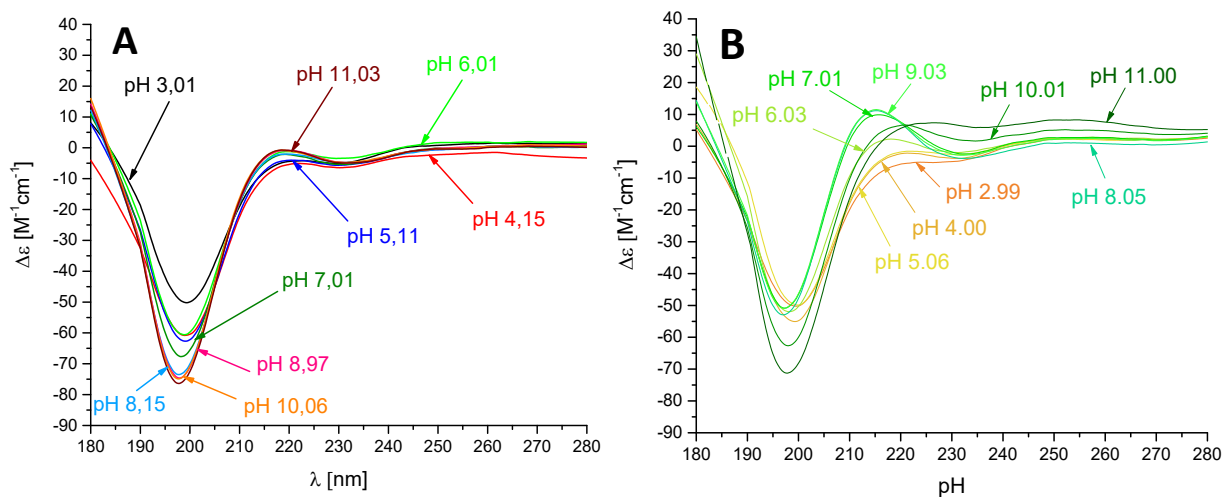 A
40
30
20
10
0
-10
-20
-30
-40
-50
-60
-70
-80
-90
Δε [M⁻¹cm⁻¹]
pH 3,01
pH 11,03
pH 6,01
pH 5,11
pH 4,15
pH 7,01
pH 8,97
pH 8,15
pH 10,06
180 190 200 210 220 230 240 250 260 270 280
λ [nm]
B
40
30
20
10
0
-10
-20
-30
-40
-50
-60
-70
-80
-90
Δε [M⁻¹cm⁻¹]
pH 7.01
pH 9.03
pH 11.00
pH 6.03
pH 10.01
pH 2.99
pH 8.05
pH 4.00
pH 5.06
180 190 200 210 220 230 240 250 260 270 280
pH